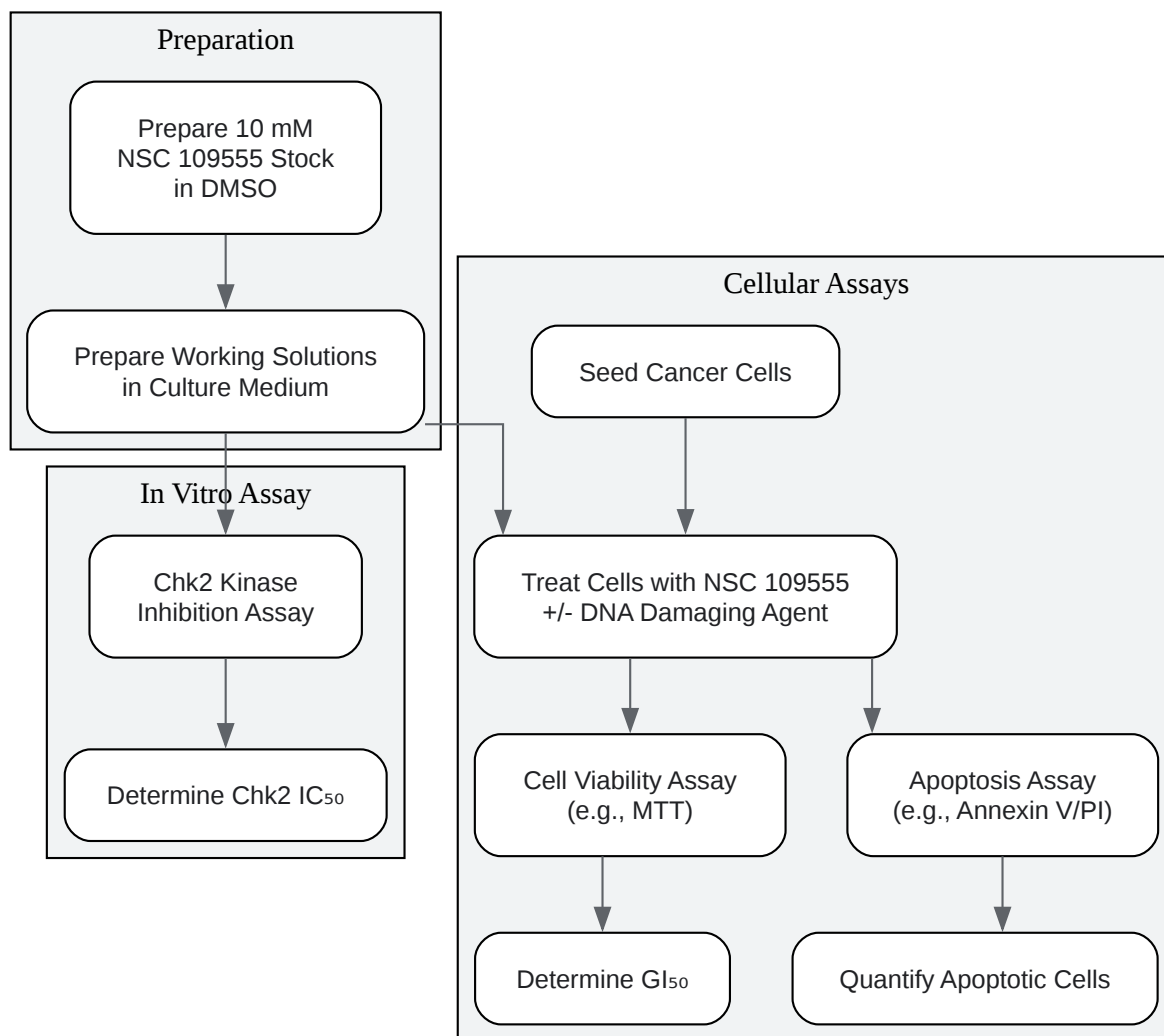 Preparation
Prepare 10 mM
NSC 109555 Stock
in DMSO
Prepare Working Solutions
in Culture Medium
In Vitro Assay
Chk2 Kinase
Inhibition Assay
Determine Chk2 IC₅₀
Cellular Assays
Seed Cancer Cells
Treat Cells with NSC 109555
+/- DNA Damaging Agent
Cell Viability Assay
(e.g., MTT)
Apoptosis Assay
(e.g., Annexin V/PI)
Determine GI₅₀
Quantify Apoptotic Cells